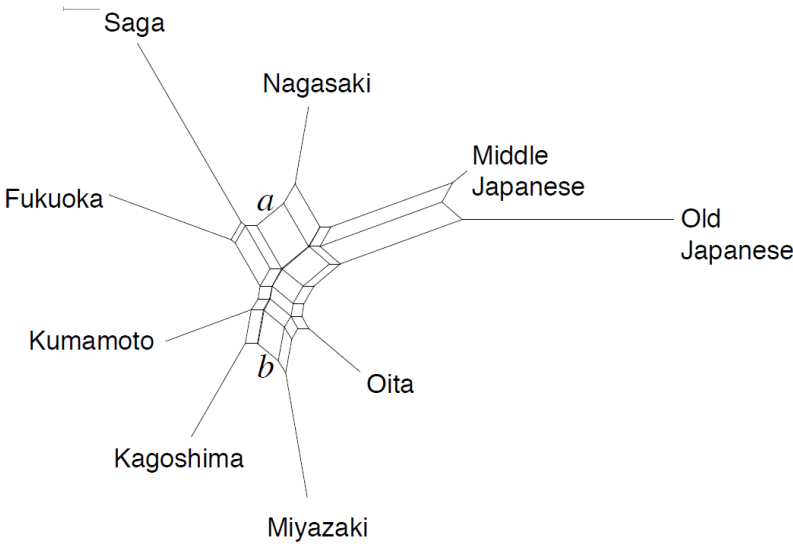 Saga
Nagasaki
Middle
Japanese
Fukuoka
a
Old
Japanese
Kumamoto
b
Oita
Kagoshima
Miyazaki